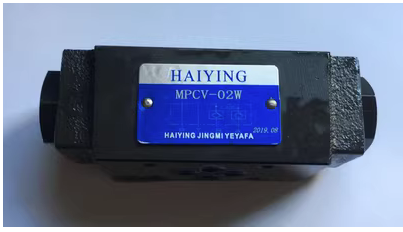 HAIYING
MPCV-02W
2019.08
HAIYING JINGMI YEYAFA